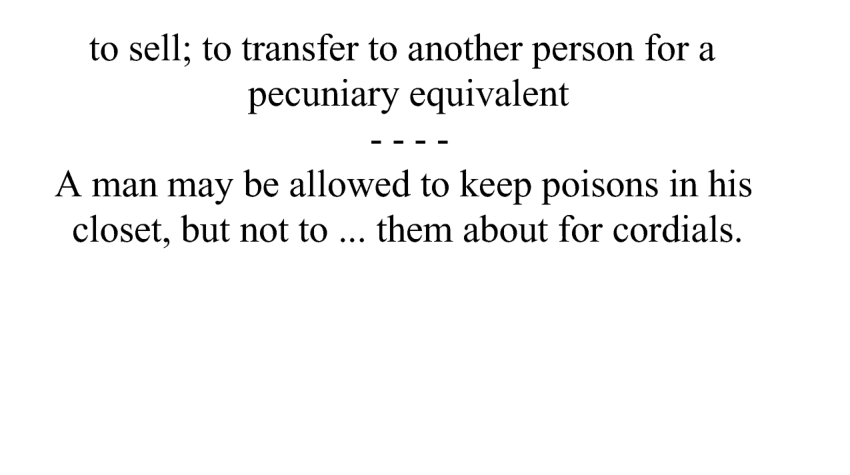 to sell; to transfer to another person for a
pecuniary equivalent
- - - -
A man may be allowed to keep poisons in his
closet, but not to ... them about for cordials.